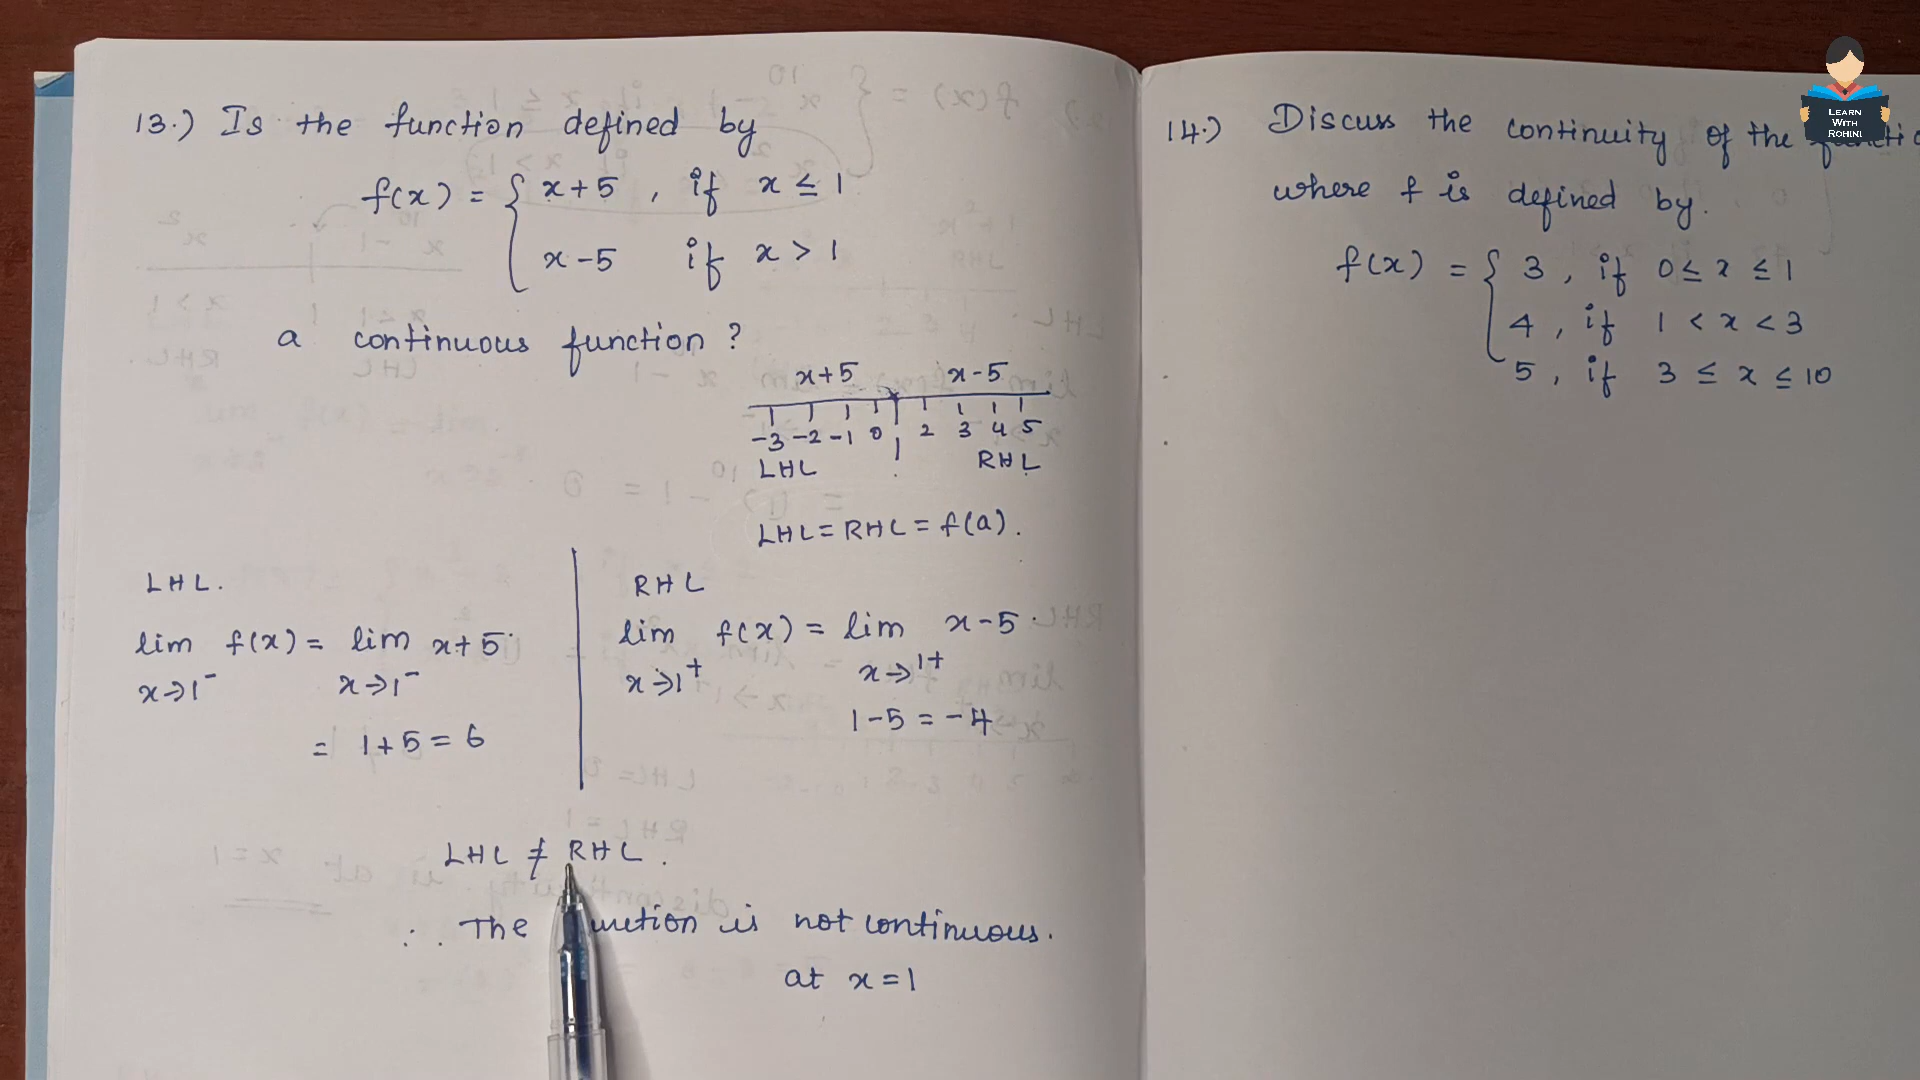 13.) Is the function defined by
f(x) = { x+5 , if x ≤ 1
x-5 if x > 1
a continuous function ?
x+5 x-5
-3 -2 -1 0 2 3 4 5
LHL RHL
LHL = RHL = f(a).
LHL.
lim f(x) = lim x+5
x→1⁻ x→1⁻
= 1+5 = 6
RHL
lim f(x) = lim x-5
x→1⁺ x→1⁺
1-5 = -4
LHL ≠ RHL.
∴ The function is not continuous.
at x = 1
14.) Discuss the continuity of the
where f is defined by.
f(x) = { 3 , if 0 ≤ x ≤ 1
4 , if 1 < x < 3
5 , if 3 ≤ x ≤ 10
LEARN
WITH
ROHINI